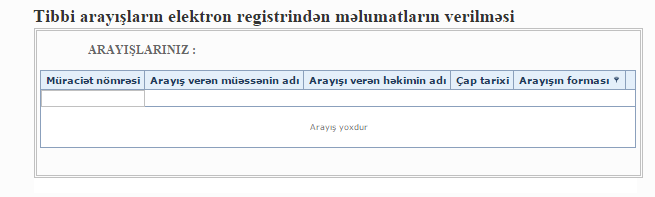 Tibbi arayışların elektron registrindən məlumatların verilməsi
ARAYIŞLARINIZ :
Müraciət nömrəsi Arayış verən müəssənin adı Arayışı verən həkimin adı Çap tarixi Arayışın forması
Arayış yoxdur